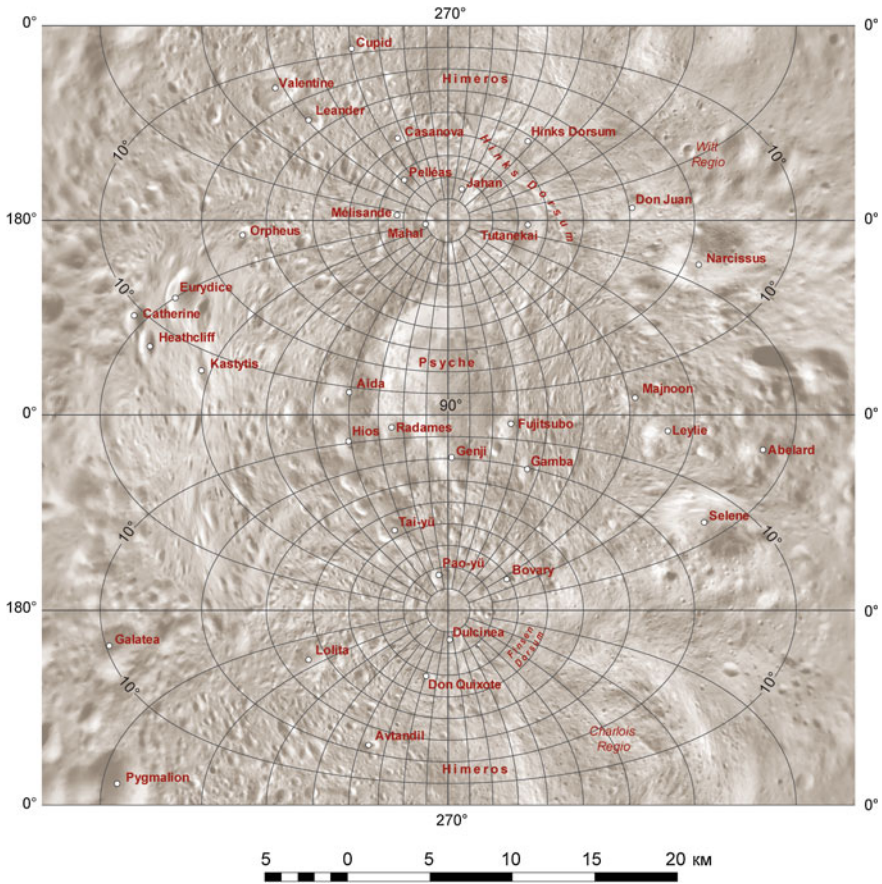 270°
0°
0°
Cupid
Himeros
Valentine
Leander
Casanova
Hinks Dorsum
Hinks Dorsum
Witt
Regio
10°
10°
Pelléas
Jahan
Mélisande
Don Juan
180°
0°
Mahal
Tutanekai
Orpheus
Narcissus
Eurydice
10°
10°
Catherine
Heathcliff
Kastytis
Psyche
Aida
Majnoon
90°
0°
0°
Hios
Radames
Fujitsubo
Leylie
Genji
Gamba
Abelard
Selene
Tai-yü
10°
10°
Pao-yü
Bovary
180°
0°
Dulcinea
Finsen
Dorsum
Galatea
Lolita
10°
10°
Don Quixote
Avtandil
Charlois
Regio
Himeros
Pygmalion
0°
0°
270°
5 0 5 10 15 20 км